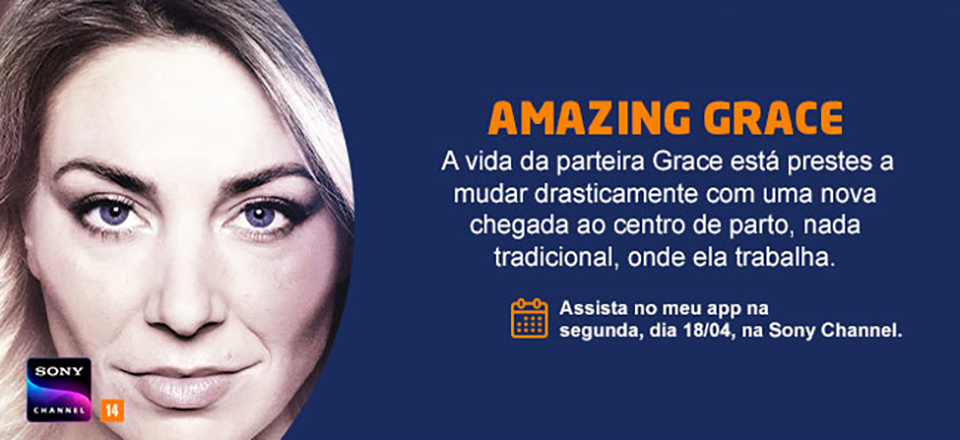 AMAZING GRACE
A vida da parteira Grace está prestes a
mudar drasticamente com uma nova
chegada ao centro de parto, nada
tradicional, onde ela trabalha.
Assista no meu app na
segunda, dia 18/04, na Sony Channel.
SONY
CHANNEL
14